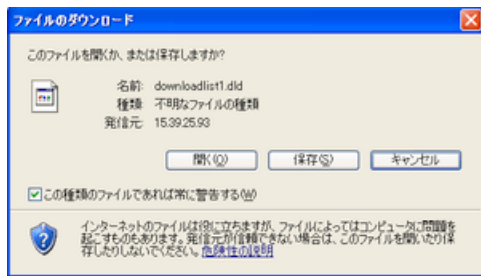 ファイルのダウンロード
このファイルを開くか、または保存しますか?
名前: downloadlist1.dld
種類: 不明なファイルの種類
発信元: 15.39.25.93
開く(O)
保存(S)
キャンセル
この種類のファイルであれば常に警告する(W)
インターネットのファイルは役に立ちますが、ファイルによってはコンピュータに問題を
起こすものもあります。発信元が信頼できない場合は、このファイルを開いたり保
存したりしないでください。危険性の説明